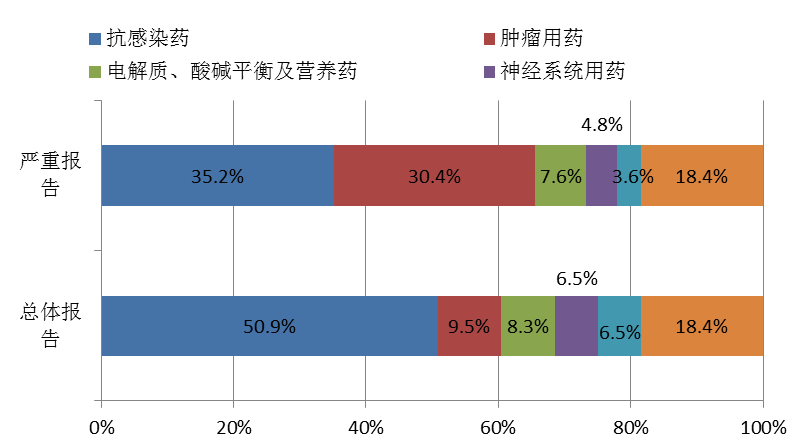 抗感染药
肿瘤用药
电解质、酸碱平衡及营养药
神经系统用药
4.8%
严重报
告
35.2%
30.4%
7.6%
3.6%
18.4%
6.5%
总体报
告
50.9%
9.5%
8.3%
6.5%
18.4%
0%
20%
40%
60%
80%
100%